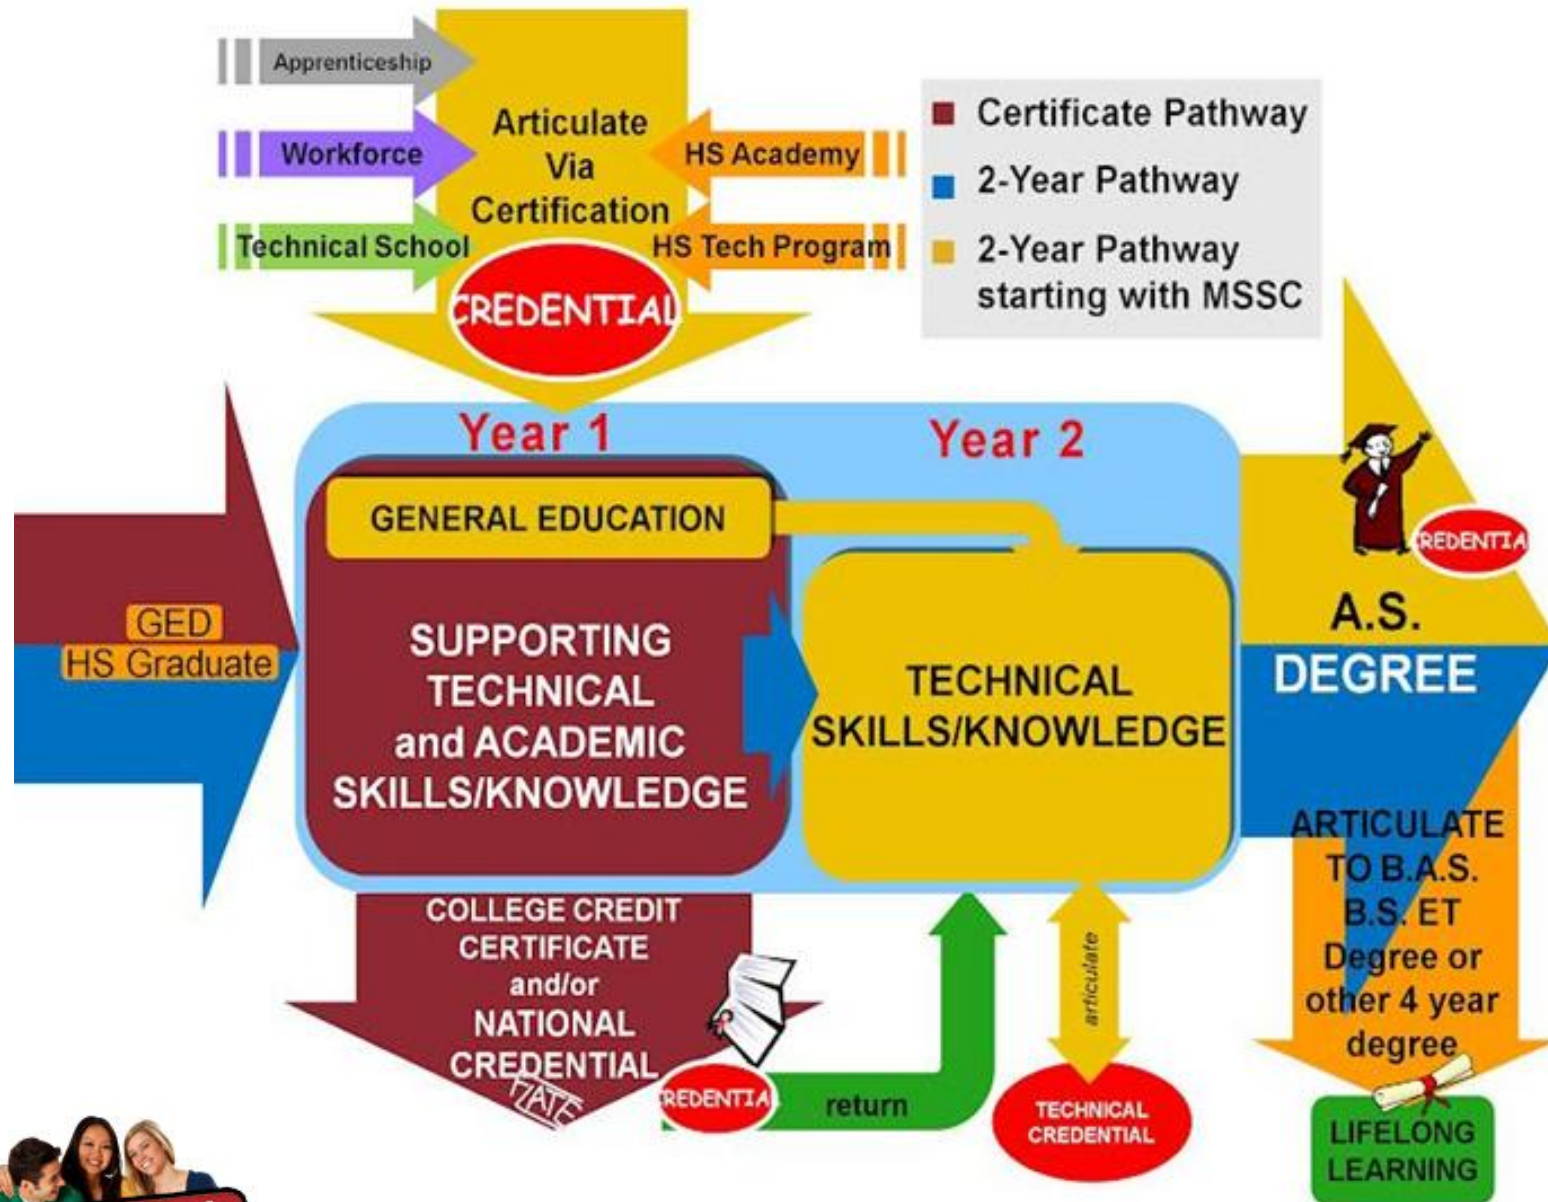 Apprenticeship
Workforce
Technical School
Articulate
Via
Certification
HS Academy
HS Tech Program
CREDENTIAL
Certificate Pathway
2-Year Pathway
2-Year Pathway
starting with MSSC
Year 1
Year 2
GENERAL EDUCATION
GED
HS Graduate
SUPPORTING
TECHNICAL
and ACADEMIC
SKILLS/KNOWLEDGE
TECHNICAL
SKILLS/KNOWLEDGE
REDENTIA
A.S.
DEGREE
COLLEGE CREDIT
CERTIFICATE
and/or
NATIONAL
CREDENTIAL
FLATE
REDENTIA
return
articulate
TECHNICAL
CREDENTIAL
ARTICULATE
TO B.A.S.
B.S. ET
Degree or
other 4 year
degree
LIFELONG
LEARNING